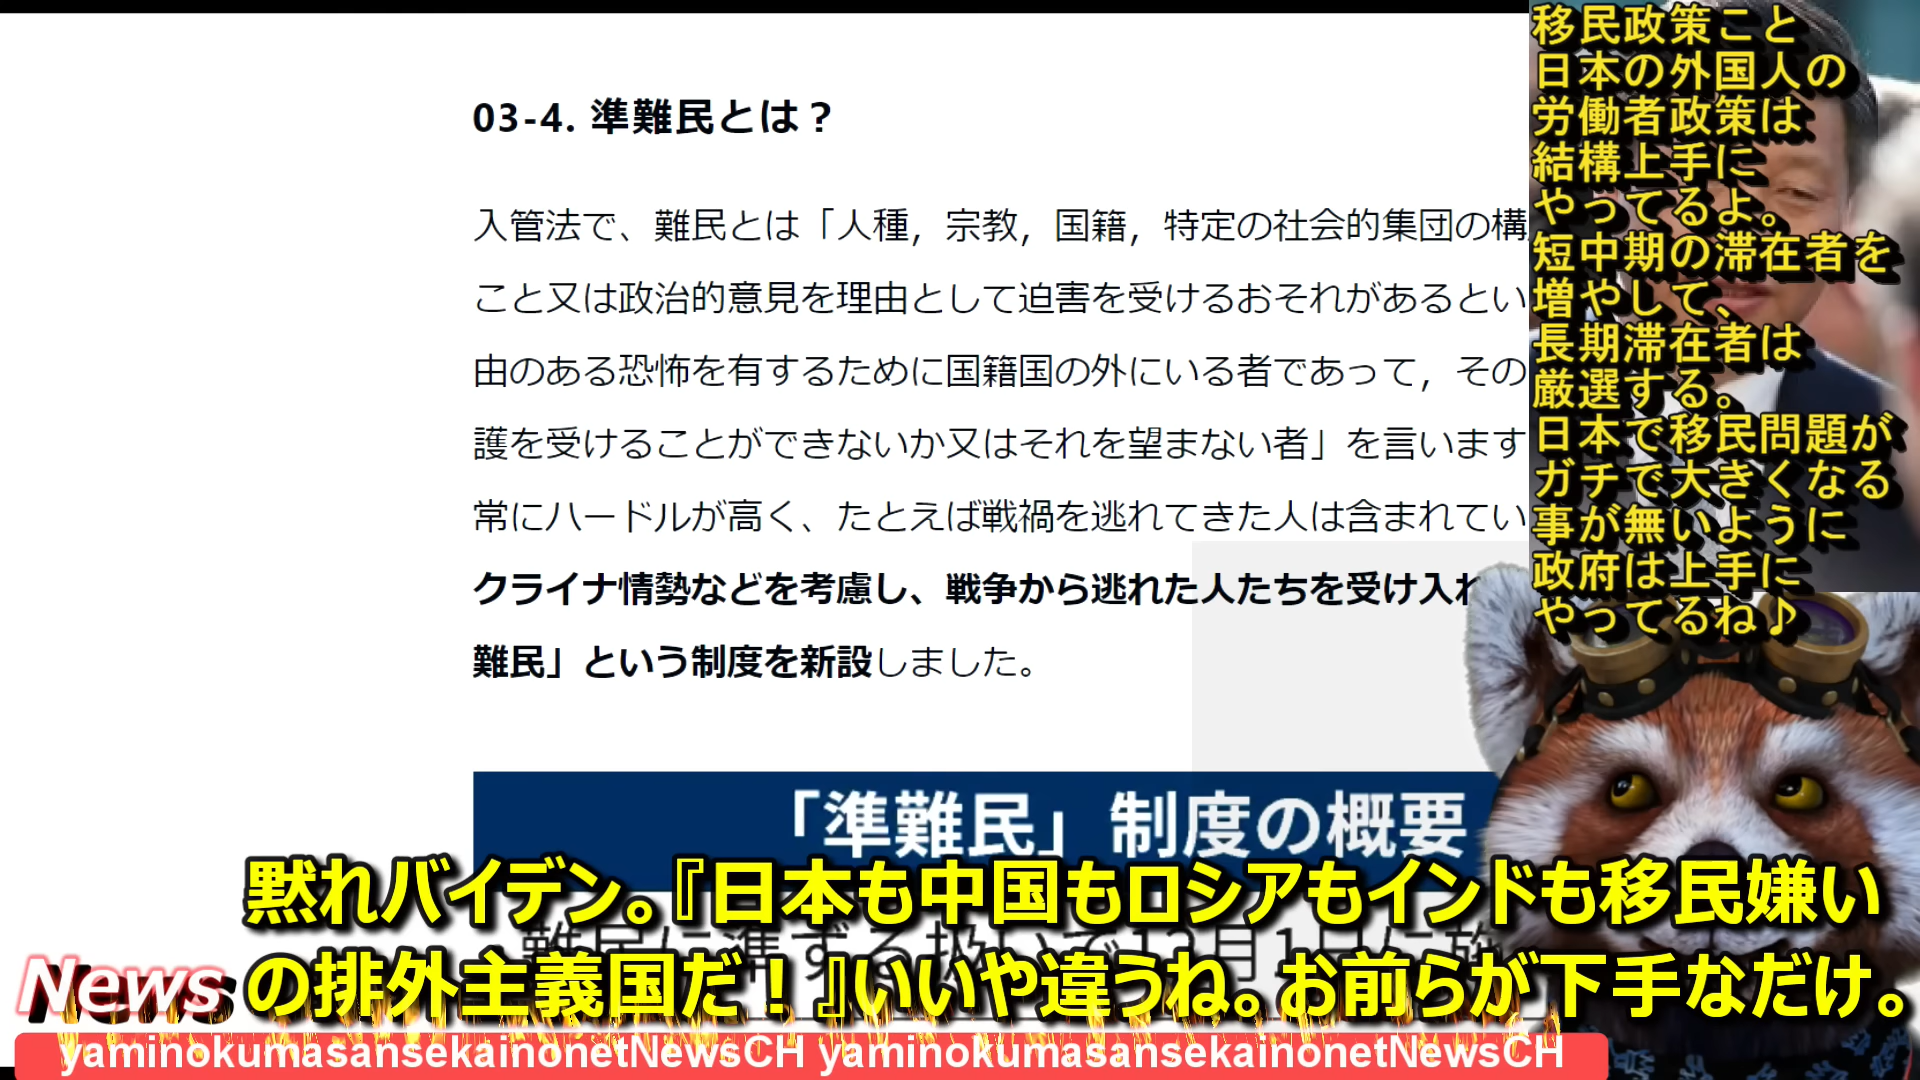 03-4. 準難民とは？
入管法で、難民とは「人種，宗教，国籍，特定の社会的集団の構
こと又は政治的意見を理由として迫害を受けるおそれがあるとい
由のある恐怖を有するために国籍国の外にいる者であって，その
護を受けることができないか又はそれを望まない者」を言います
常にハードルが高く、たとえば戦禍を逃れてきた人は含まれてい
クライナ情勢などを考慮し、戦争から逃れた人たちを受け入れ
難民」という制度を新設しました。
「準難民」制度の概要
難民に準ずる扱いで12月1日に施
移民政策こと
日本の外国人の
労働者政策は
結構上手に
やってるよ。
短中期の滞在者を
増やして、
長期滞在者は
厳選する。
日本で移民問題が
ガチで大きくなる
事が無いように
政府は上手に
やってるね♪
黙れバイデン。『日本も中国もロシアもインドも移民嫌い
の排外主義国だ！』いいや違うね。お前らが下手なだけ。
News
yaminokumasansekainonetNewsCH yaminokumasansekainonetNewsCH